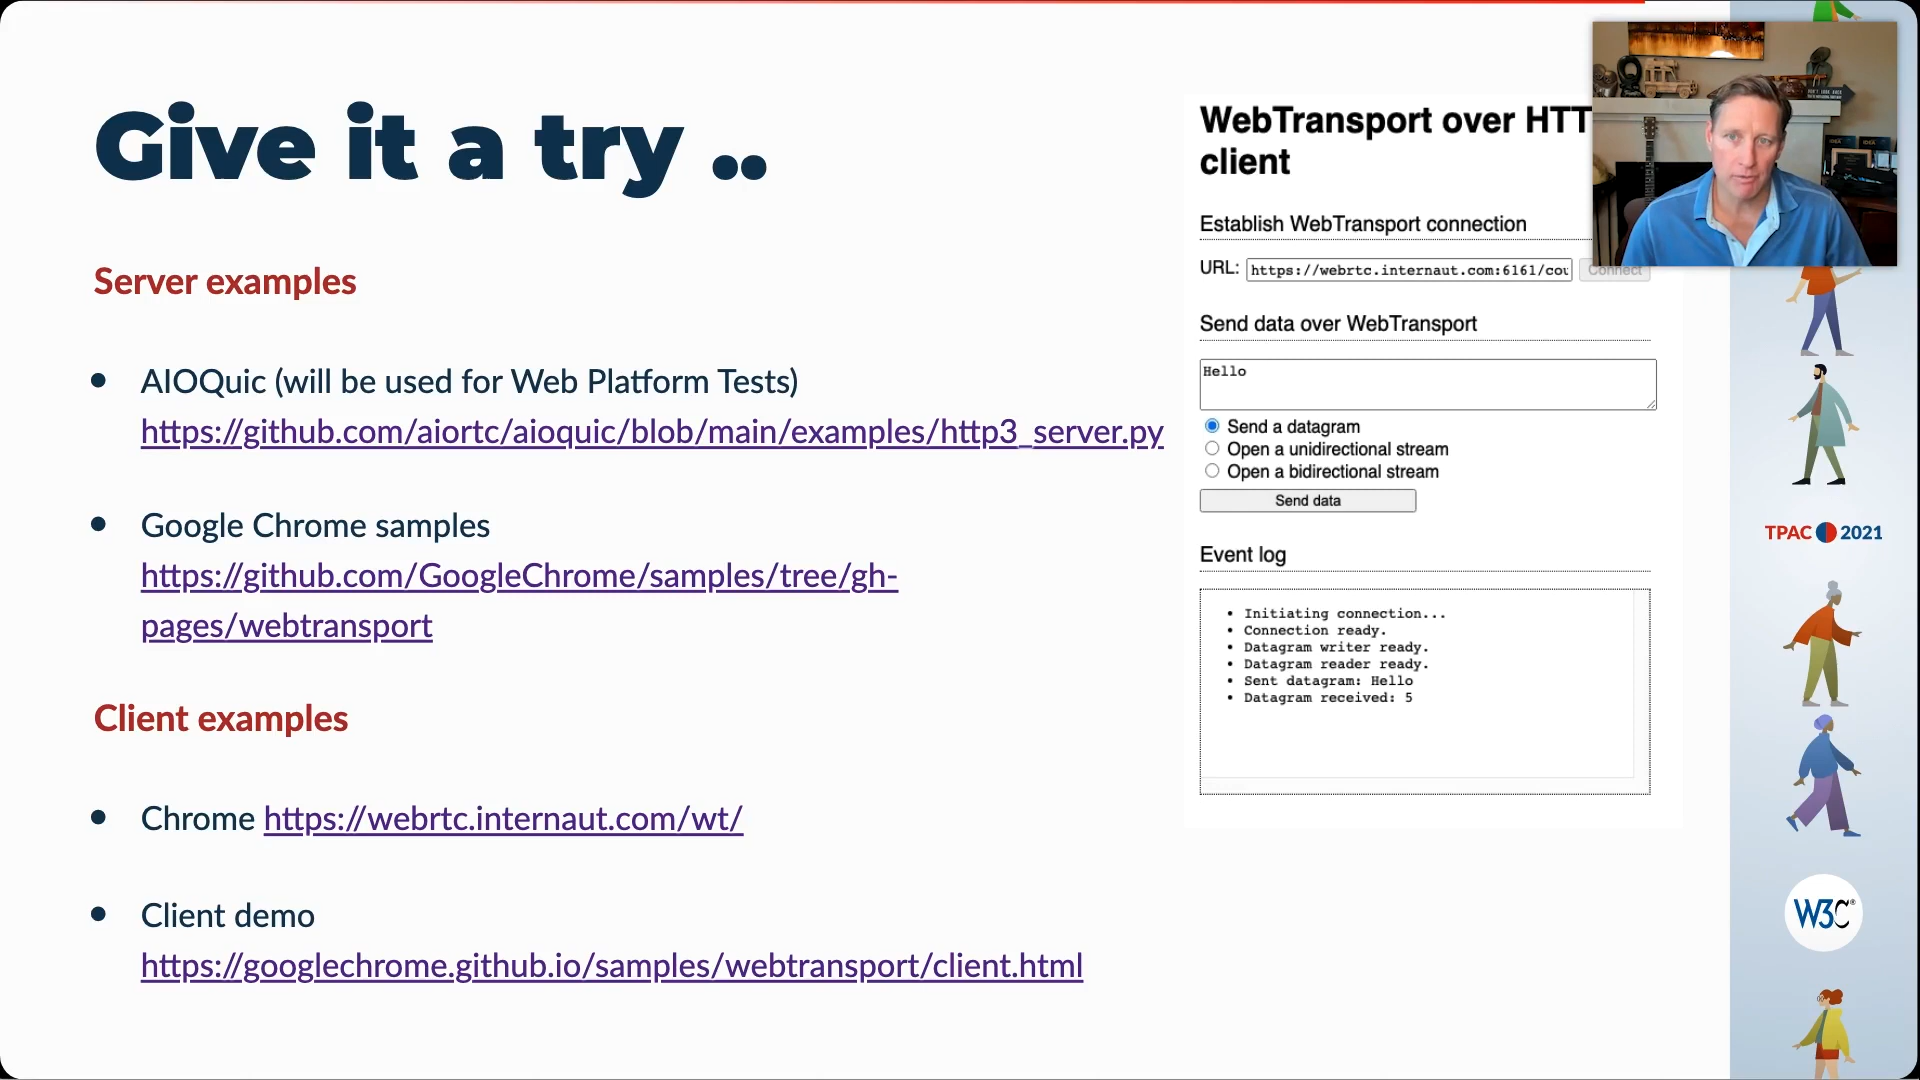 Give it a try ..
Server examples
• AIOQuic (will be used for Web Platform Tests)
https://github.com/aiortc/aioquic/blob/main/examples/http3_server.py
• Google Chrome samples
https://github.com/GoogleChrome/samples/tree/gh-
pages/webtransport
Client examples
• Chrome https://webrtc.internaut.com/wt/
• Client demo
https://googlechrome.github.io/samples/webtransport/client.html
WebTransport over HTT
client
Establish WebTransport connection
URL: https://webrtc.internaut.com:6161/cou Connect
Send data over WebTransport
Hello
Send a datagram
Open a unidirectional stream
Open a bidirectional stream
Send data
Event log
• Initiating connection...
• Connection ready.
• Datagram writer ready.
• Datagram reader ready.
• Sent datagram: Hello
• Datagram received: 5
TPAC 2021
W3C®